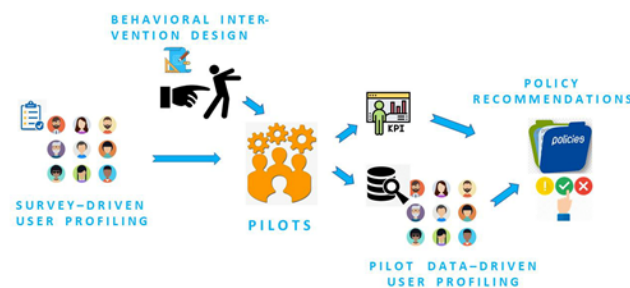 BEHAVIORAL INTER-
VENTION DESIGN
SURVEY–DRIVEN
USER PROFILING
PILOTS
KPI
PILOT DATA–DRIVEN
USER PROFILING
POLICY
RECOMMENDATIONS
policies